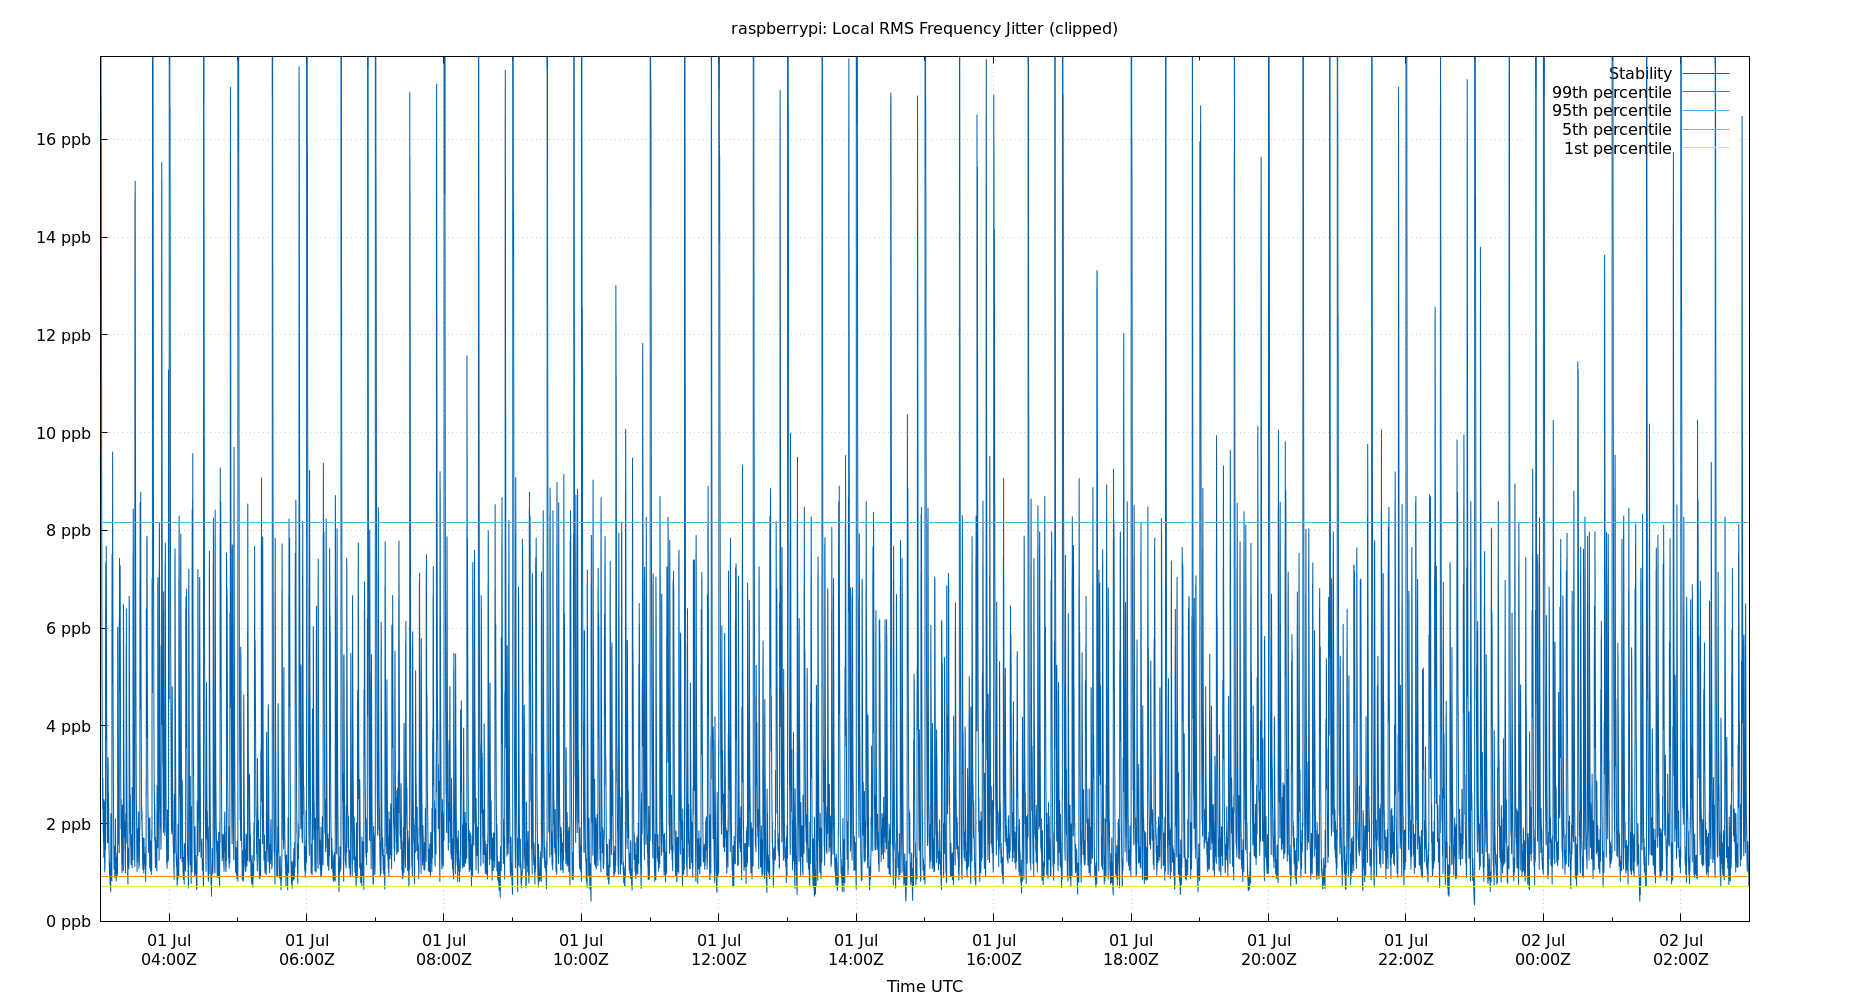 raspberrypi: Local RMS Frequency Jitter (clipped)
Stability
99th percentile
95th percentile
5th percentile
1st percentile
16 ppb
14 ppb
12 ppb
10 ppb
8 ppb
6 ppb
4 ppb
2 ppb
0 ppb
01 Jul 01 Jul 01 Jul 01 Jul 01 Jul 01 Jul 01 Jul 01 Jul 01 Jul 01 Jul 02 Jul 02 Jul
04:00Z 06:00Z 08:00Z 10:00Z 12:00Z 14:00Z 16:00Z 18:00Z 20:00Z 22:00Z 00:00Z 02:00Z
Time UTC